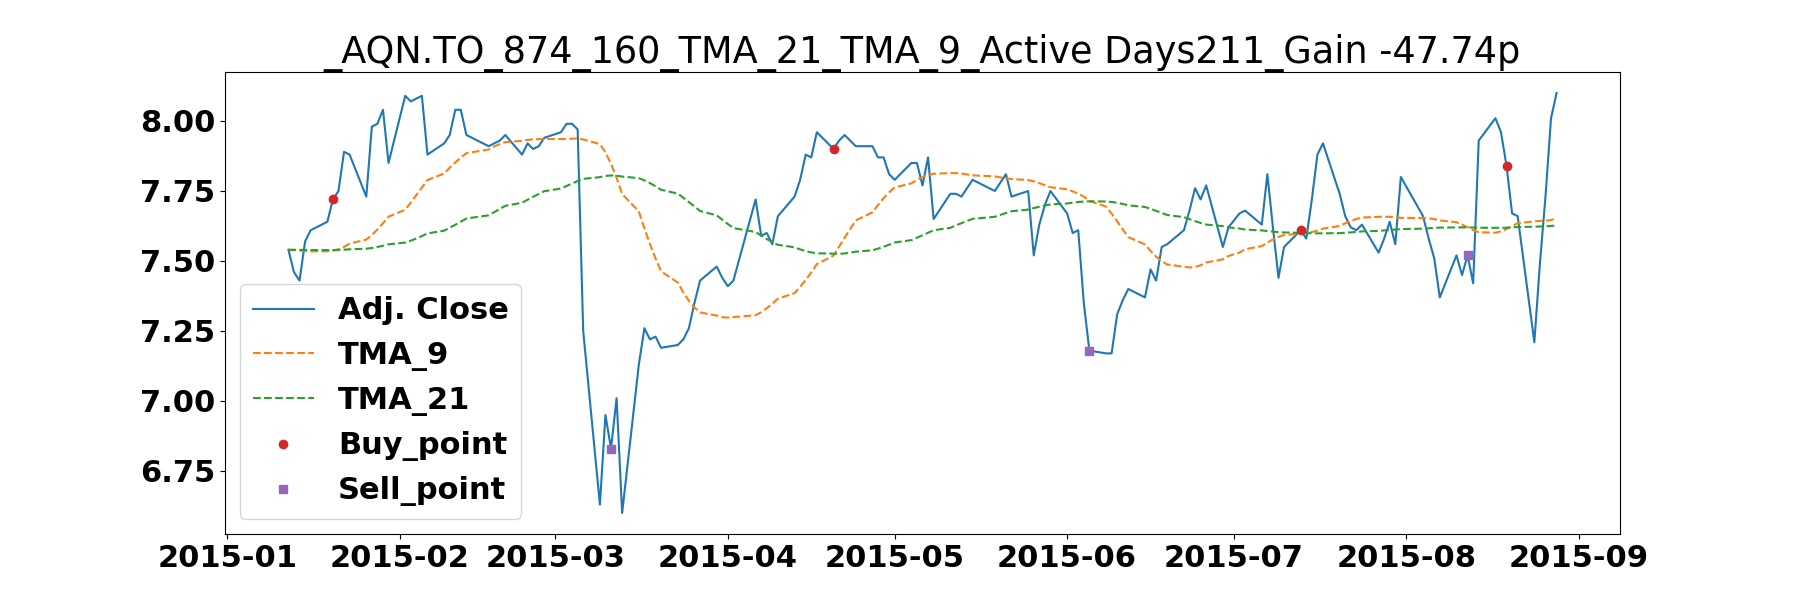 _AQN.TO_874_160_TMA_21_TMA_9_Active Days211_Gain -47.74p
8.00
7.75
7.50
7.25
7.00
6.75
Adj. Close
TMA_9
TMA_21
Buy_point
Sell_point
2015-01 2015-02 2015-03 2015-04 2015-05 2015-06 2015-07 2015-08 2015-09